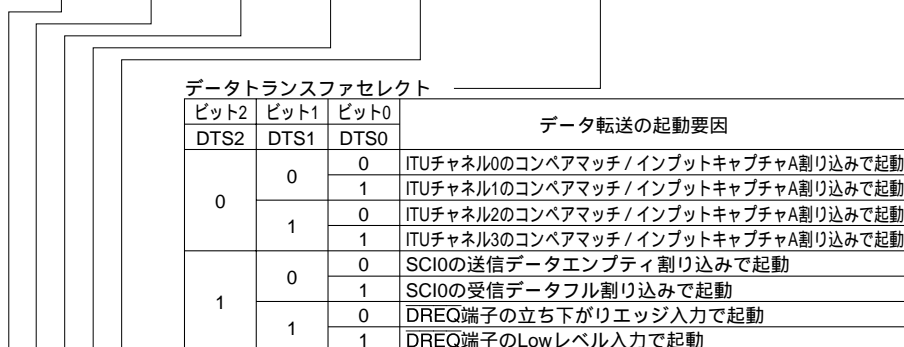 データトランスファセレクト
ビット2 ビット1 ビット0 データ転送の起動要因
DTS2 DTS1 DTS0
0 0 0 ITUチャネル0のコンペアマッチ / インプットキャプチャA割り込みで起動
1 ITUチャネル1のコンペアマッチ / インプットキャプチャA割り込みで起動
1 0 ITUチャネル2のコンペアマッチ / インプットキャプチャA割り込みで起動
1 ITUチャネル3のコンペアマッチ / インプットキャプチャA割り込みで起動
1 0 0 SCI0の送信データエンプティ割り込みで起動
1 SCI0の受信データフル割り込みで起動
1 0 DREQ端子の立ち下がりエッジ入力で起動
1 DREQ端子のLowレベル入力で起動